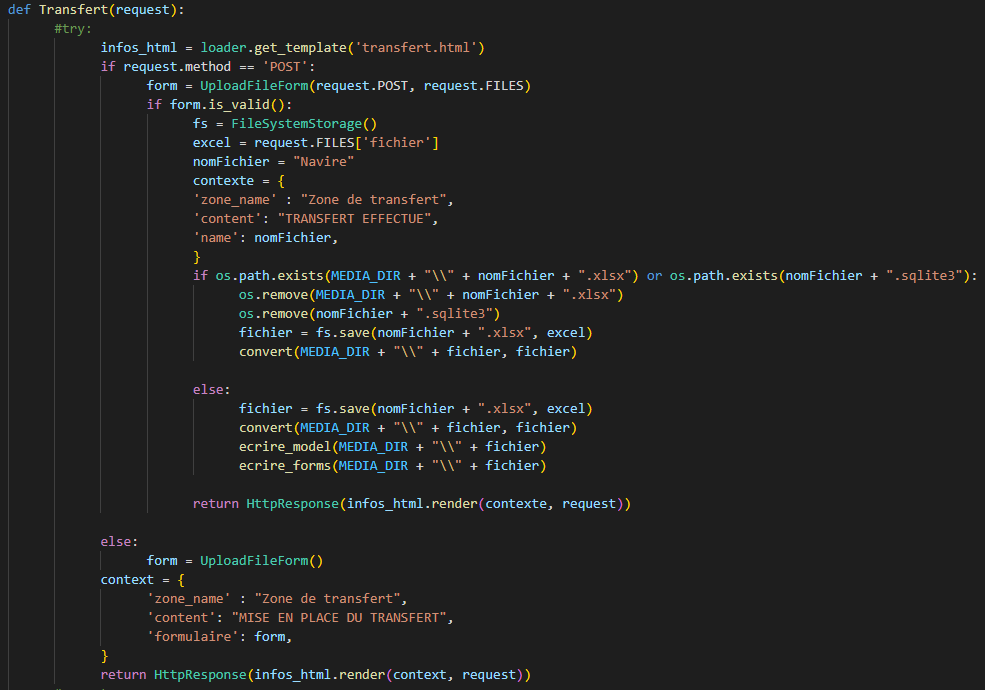 def Transfert(request):
#try:
infos_html = loader.get_template('transfert.html')
if request.method == 'POST':
form = UploadFileForm(request.POST, request.FILES)
if form.is_valid():
fs = FileSystemStorage()
excel = request.FILES['fichier']
nomFichier = "Navire"
contexte = {
'zone_name' : "Zone de transfert",
'content': "TRANSFERT EFFECTUE",
'name': nomFichier,
}
if os.path.exists(MEDIA_DIR + "\\" + nomFichier + ".xlsx") or os.path.exists(nomFichier + ".sqlite3"):
os.remove(MEDIA_DIR + "\\" + nomFichier + ".xlsx")
os.remove(nomFichier + ".sqlite3")
fichier = fs.save(nomFichier + ".xlsx", excel)
convert(MEDIA_DIR + "\\" + fichier, fichier)
else:
fichier = fs.save(nomFichier + ".xlsx", excel)
convert(MEDIA_DIR + "\\" + fichier, fichier)
ecrire_model(MEDIA_DIR + "\\" + fichier)
ecrire_forms(MEDIA_DIR + "\\" + fichier)
return HttpResponse(infos_html.render(contexte, request))
else:
form = UploadFileForm()
context = {
'zone_name' : "Zone de transfert",
'content': "MISE EN PLACE DU TRANSFERT",
'formulaire': form,
}
return HttpResponse(infos_html.render(context, request))